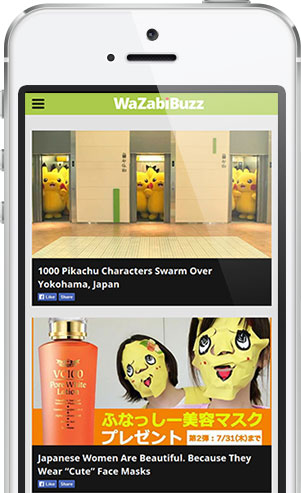 WaZabiBuzz
1000 Pikachu Characters Swarm Over
Yokohama, Japan
Like Share
VC100
Pore White
Lotion
ふなっしー美容マスク
プレゼント 第2弾:7/31(木)まで
Japanese Women Are Beautiful. Because They
Wear “Cute” Face Masks
Like Share